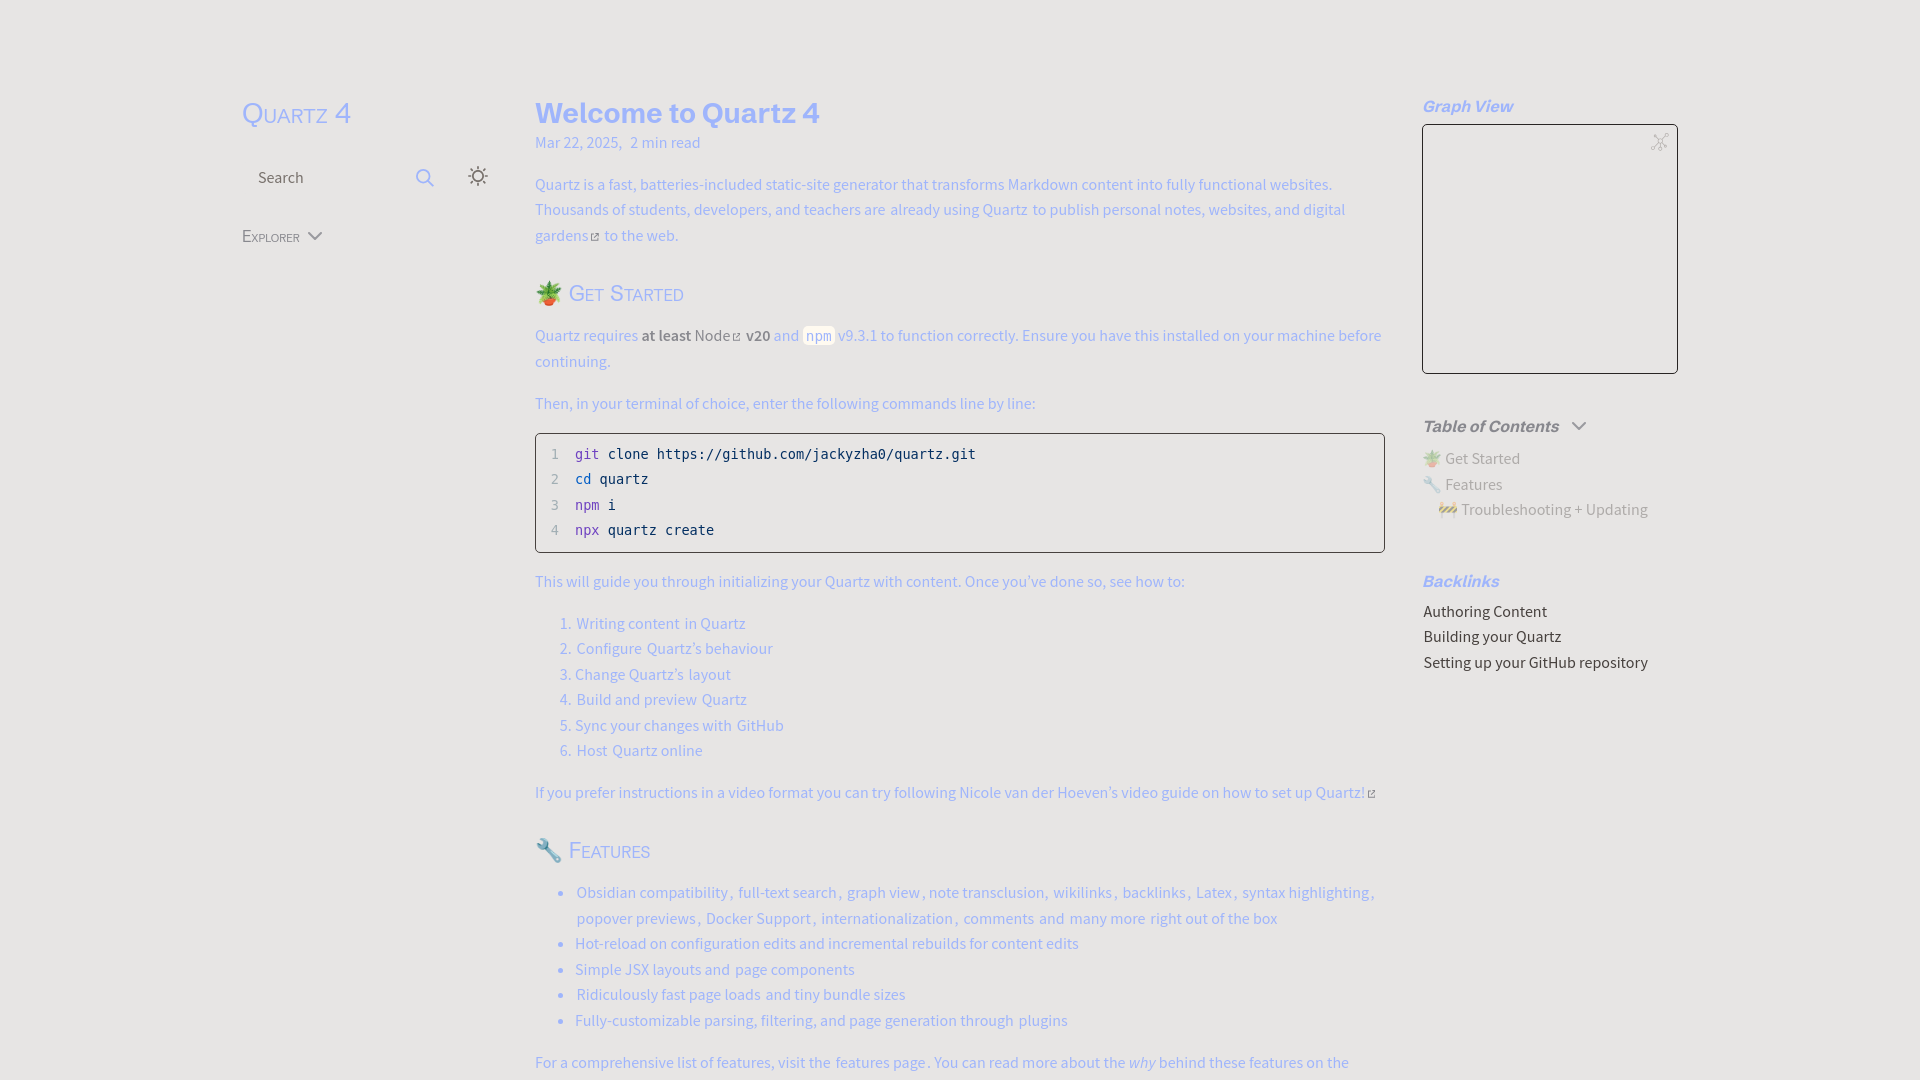 Quartz 4
Search
Explorer
Welcome to Quartz 4
Mar 22, 2025, 2 min read
Quartz is a fast, batteries-included static-site generator that transforms Markdown content into fully functional websites.
Thousands of students, developers, and teachers are already using Quartz to publish personal notes, websites, and digital
gardens to the web.
🪴 Get Started
Quartz requires at least Node v20 and npm v9.3.1 to function correctly. Ensure you have this installed on your machine before
continuing.
Then, in your terminal of choice, enter the following commands line by line:
1 git clone https://github.com/jackyzha0/quartz.git
2 cd quartz
3 npm i
4 npx quartz create
This will guide you through initializing your Quartz with content. Once you’ve done so, see how to:
1. Writing content in Quartz
2. Configure Quartz’s behaviour
3. Change Quartz’s layout
4. Build and preview Quartz
5. Sync your changes with GitHub
6. Host Quartz online
If you prefer instructions in a video format you can try following Nicole van der Hoeven’s video guide on how to set up Quartz!
🔧 Features
• Obsidian compatibility, full-text search, graph view, note transclusion, wikilinks, backlinks, Latex, syntax highlighting,
popover previews, Docker Support, internationalization, comments and many more right out of the box
• Hot-reload on configuration edits and incremental rebuilds for content edits
• Simple JSX layouts and page components
• Ridiculously fast page loads and tiny bundle sizes
• Fully-customizable parsing, filtering, and page generation through plugins
For a comprehensive list of features, visit the features page. You can read more about the why behind these features on the
Graph View
Table of Contents
🪴 Get Started
🔧 Features
🚧 Troubleshooting + Updating
Backlinks
Authoring Content
Building your Quartz
Setting up your GitHub repository